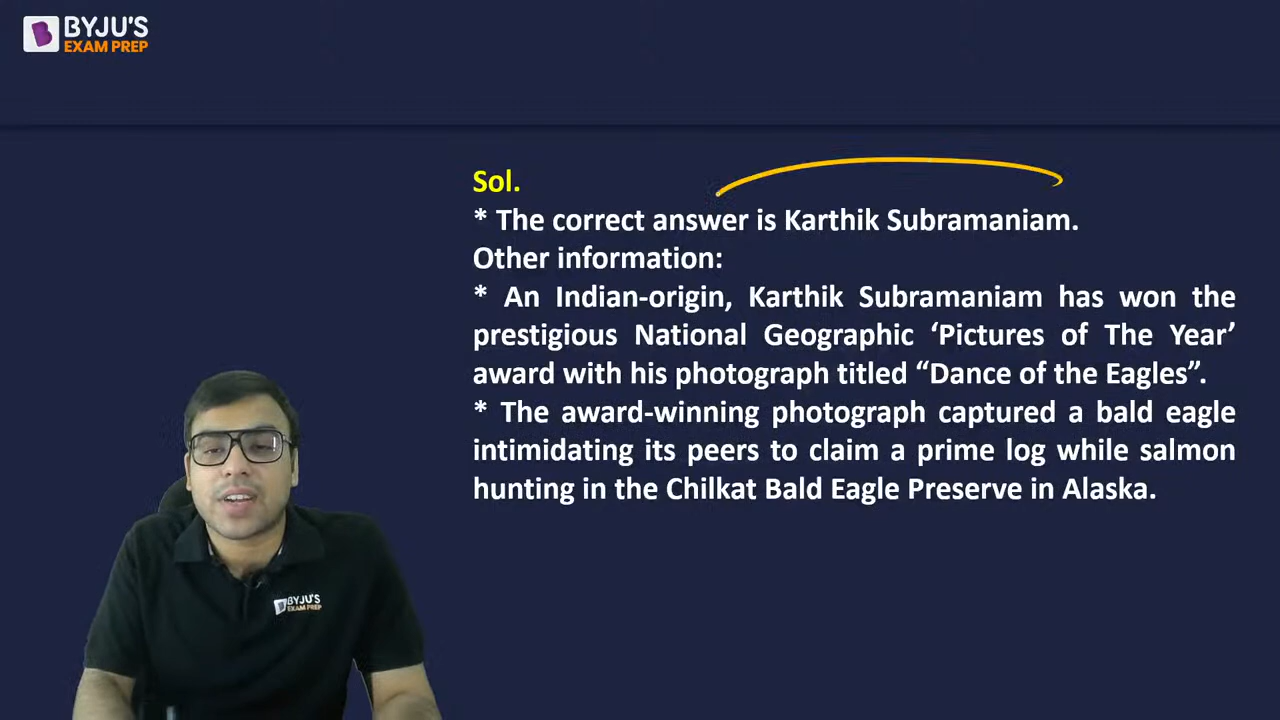 BYJU'S
EXAM PREP
Sol.
* The correct answer is Karthik Subramaniam.
Other information:
* An Indian-origin, Karthik Subramaniam has won the
prestigious National Geographic ‘Pictures of The Year’
award with his photograph titled “Dance of the Eagles”.
* The award-winning photograph captured a bald eagle
intimidating its peers to claim a prime log while salmon
hunting in the Chilkat Bald Eagle Preserve in Alaska.
BYJU'S
EXAM PREP